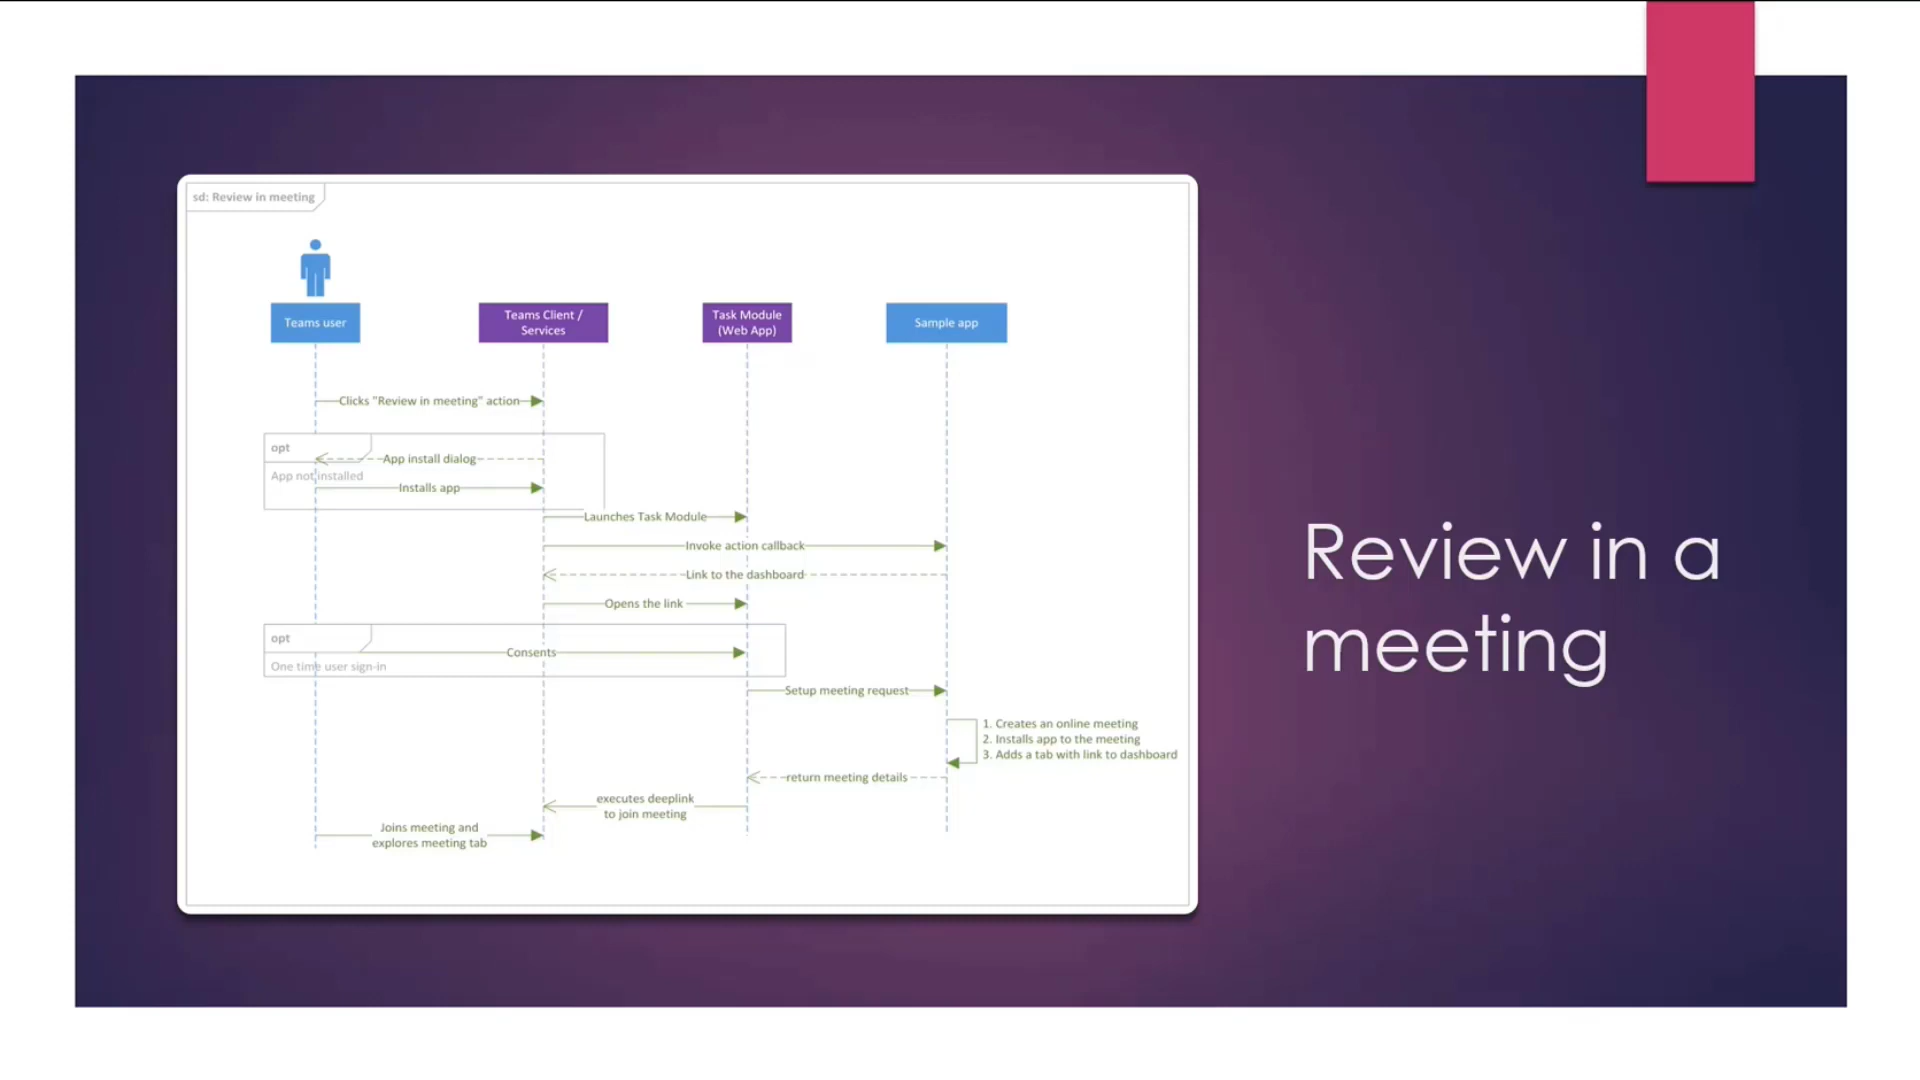 sd: Review in meeting
Teams user
Teams Client /
Services
Task Module
(Web App)
Sample app
Clicks "Review in meeting" action
opt
App install dialog
App not installed
Installs app
Launches Task Module
Invoke action callback
Link to the dashboard
Opens the link
opt
Consents
One time user sign-in
Setup meeting request
1. Creates an online meeting
2. Installs app to the meeting
3. Adds a tab with link to dashboard
return meeting details
executes deeplink
to join meeting
Joins meeting and
explores meeting tab
Review in a
meeting